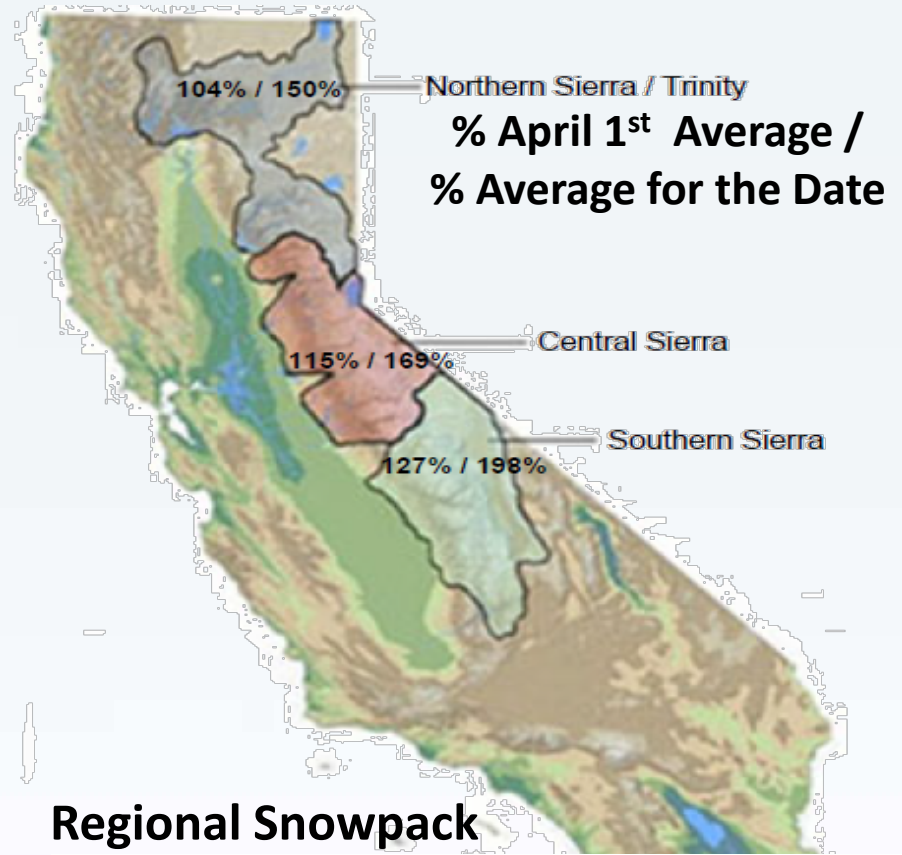 104% / 150%
Northern Sierra / Trinity
% April 1st Average /
% Average for the Date
Central Sierra
115% / 169%
Southern Sierra
127% / 198%
Regional Snowpack